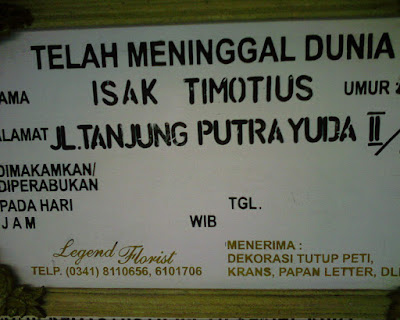 TELAH MENINGGAL DUNIA
AMA ISAK TIMOTIUS UMUR 2
ALAMAT JL.TANJUNG PUTRA YUDA II/
DIMAKAMKAN/
DIPERABUKAN
PADA HARI TGL.
JAM WIB
Legend Florist
TELP. (0341) 8110656, 6101706
MENERIMA :
DEKORASI TUTUP PETI,
KRANS, PAPAN LETTER, DLL